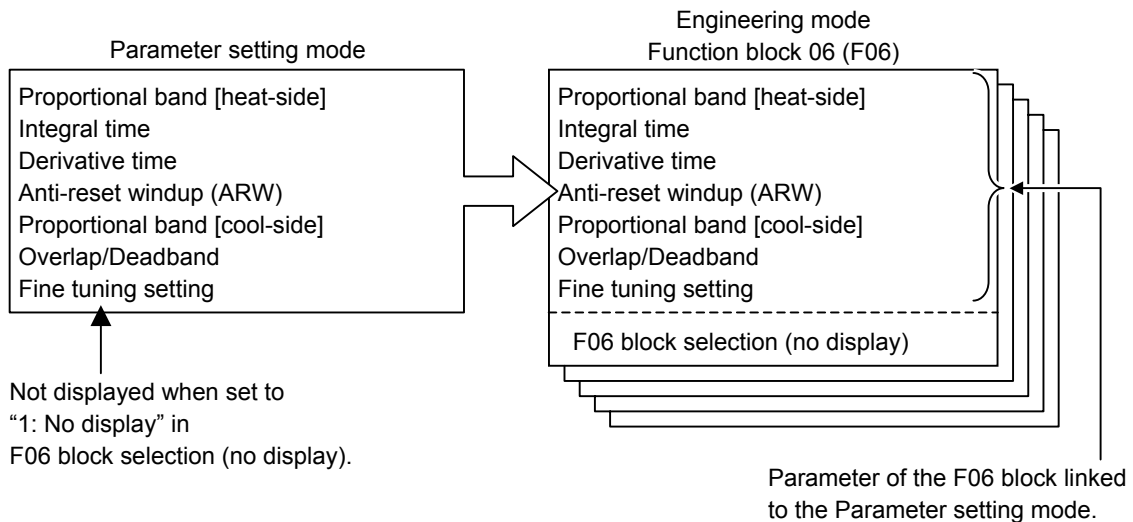 Parameter setting mode
Proportional band [heat-side]
Integral time
Derivative time
Anti-reset windup (ARW)
Proportional band [cool-side]
Overlap/Deadband
Fine tuning setting
Not displayed when set to
“1: No display” in
F06 block selection (no display).
Engineering mode
Function block 06 (F06)
Proportional band [heat-side]
Integral time
Derivative time
Anti-reset windup (ARW)
Proportional band [cool-side]
Overlap/Deadband
Fine tuning setting
F06 block selection (no display)
Parameter of the F06 block linked
to the Parameter setting mode.